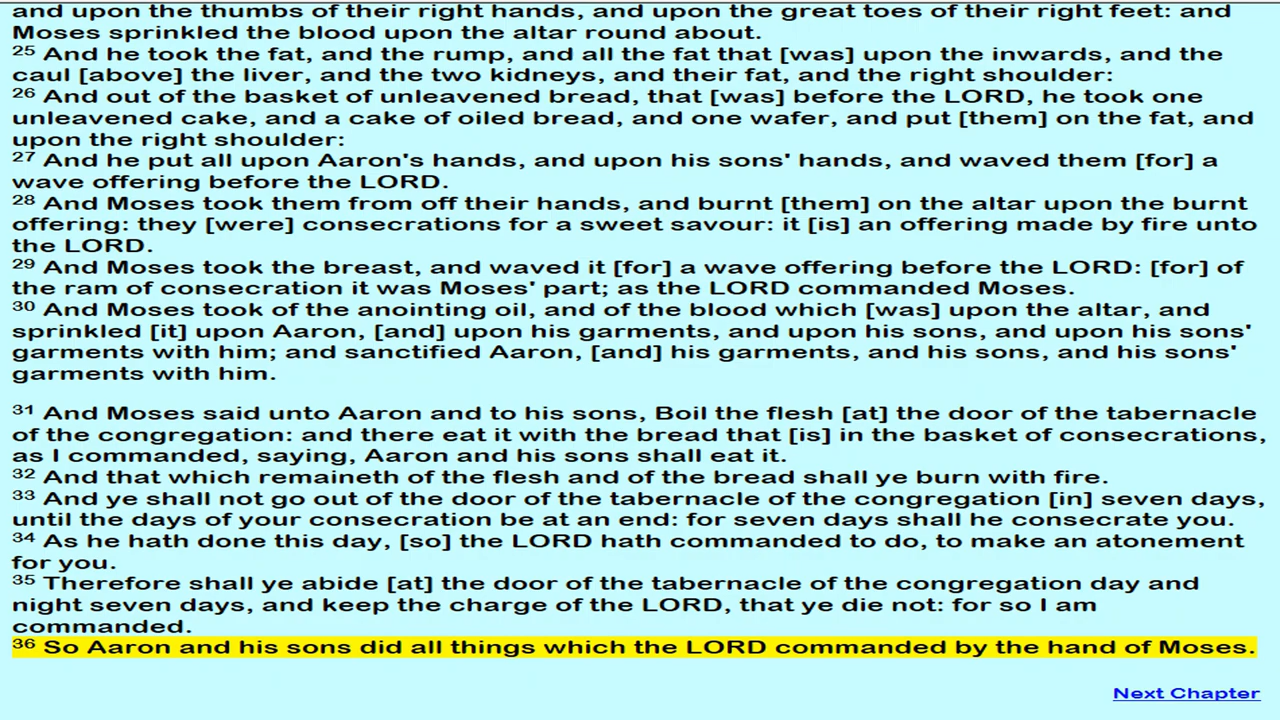 and upon the thumbs of their right hands, and upon the great toes of their right feet: and
Moses sprinkled the blood upon the altar round about.
25 And he took the fat, and the rump, and all the fat that [was] upon the inwards, and the
caul [above] the liver, and the two kidneys, and their fat, and the right shoulder:
26 And out of the basket of unleavened bread, that [was] before the LORD, he took one
unleavened cake, and a cake of oiled bread, and one wafer, and put [them] on the fat, and
upon the right shoulder:
27 And he put all upon Aaron's hands, and upon his sons' hands, and waved them [for] a
wave offering before the LORD.
28 And Moses took them from off their hands, and burnt [them] on the altar upon the burnt
offering: they [were] consecrations for a sweet savour: it [is] an offering made by fire unto
the LORD.
29 And Moses took the breast, and waved it [for] a wave offering before the LORD: [for] of
the ram of consecration it was Moses' part; as the LORD commanded Moses.
30 And Moses took of the anointing oil, and of the blood which [was] upon the altar, and
sprinkled [it] upon Aaron, [and] upon his garments, and upon his sons, and upon his sons'
garments with him; and sanctified Aaron, [and] his garments, and his sons, and his sons'
garments with him.
31 And Moses said unto Aaron and to his sons, Boil the flesh [at] the door of the tabernacle
of the congregation: and there eat it with the bread that [is] in the basket of consecrations,
as I commanded, saying, Aaron and his sons shall eat it.
32 And that which remaineth of the flesh and of the bread shall ye burn with fire.
33 And ye shall not go out of the door of the tabernacle of the congregation [in] seven days,
until the days of your consecration be at an end: for seven days shall he consecrate you.
34 As he hath done this day, [so] the LORD hath commanded to do, to make an atonement
for you.
35 Therefore shall ye abide [at] the door of the tabernacle of the congregation day and
night seven days, and keep the charge of the LORD, that ye die not: for so I am
commanded.
36 So Aaron and his sons did all things which the LORD commanded by the hand of Moses.
Next Chapter